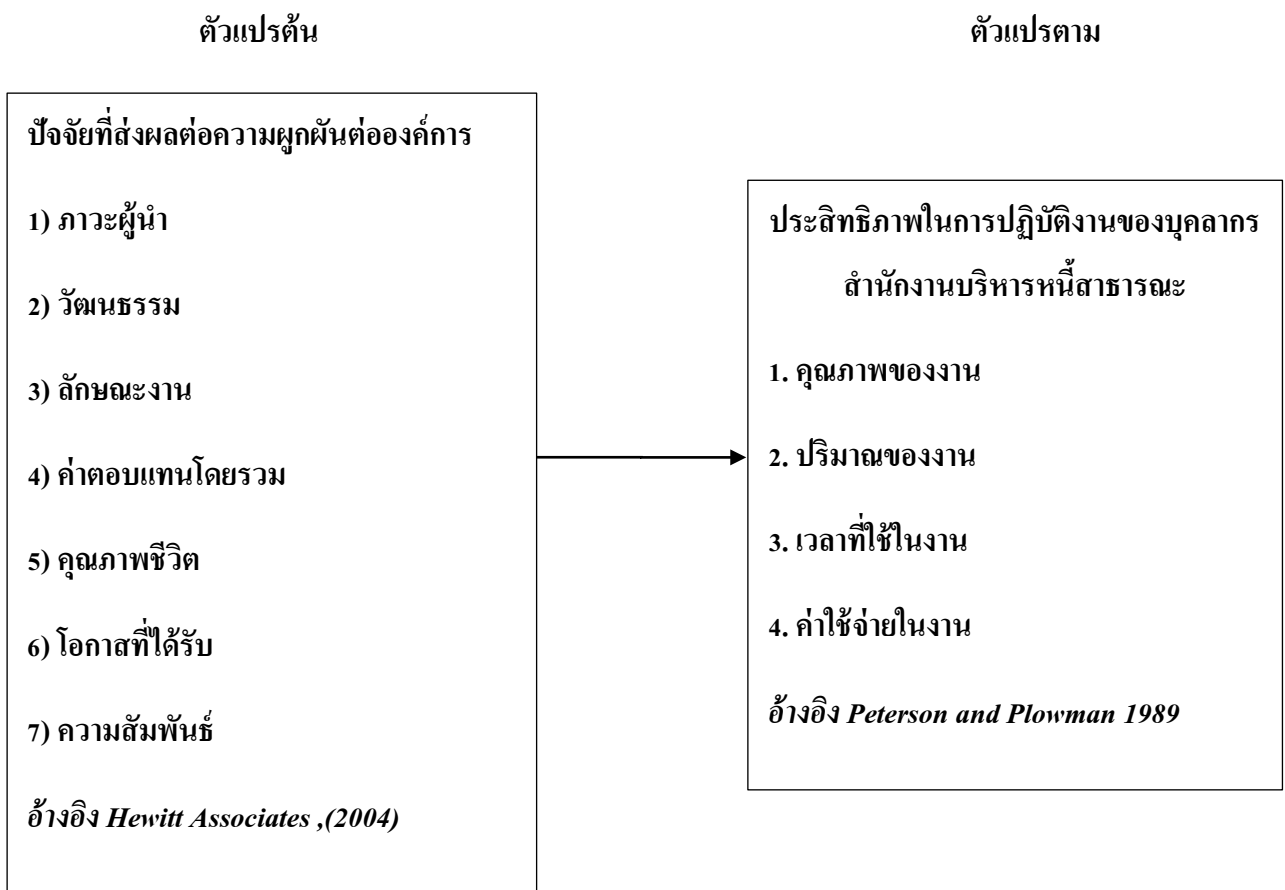 ตัวแปรต้น
ตัวแปรตาม
ปัจจัยที่ส่งผลต่อความผูกผันต่อองค์การ
1) ภาวะผู้นำ
2) วัฒนธรรม
3) ลักษณะงาน
4) ค่าตอบแทนโดยรวม
5) คุณภาพชีวิต
6) โอกาสที่ได้รับ
7) ความสัมพันธ์
อ้างอิง Hewitt Associates ,(2004)
ประสิทธิภาพในการปฏิบัติงานของบุคลากร
สำนักงานบริหารหนี้สาธารณะ
1. คุณภาพของงาน
2. ปริมาณของงาน
3. เวลาที่ใช้ในงาน
4. ค่าใช้จ่ายในงาน
อ้างอิง Peterson and Plowman 1989